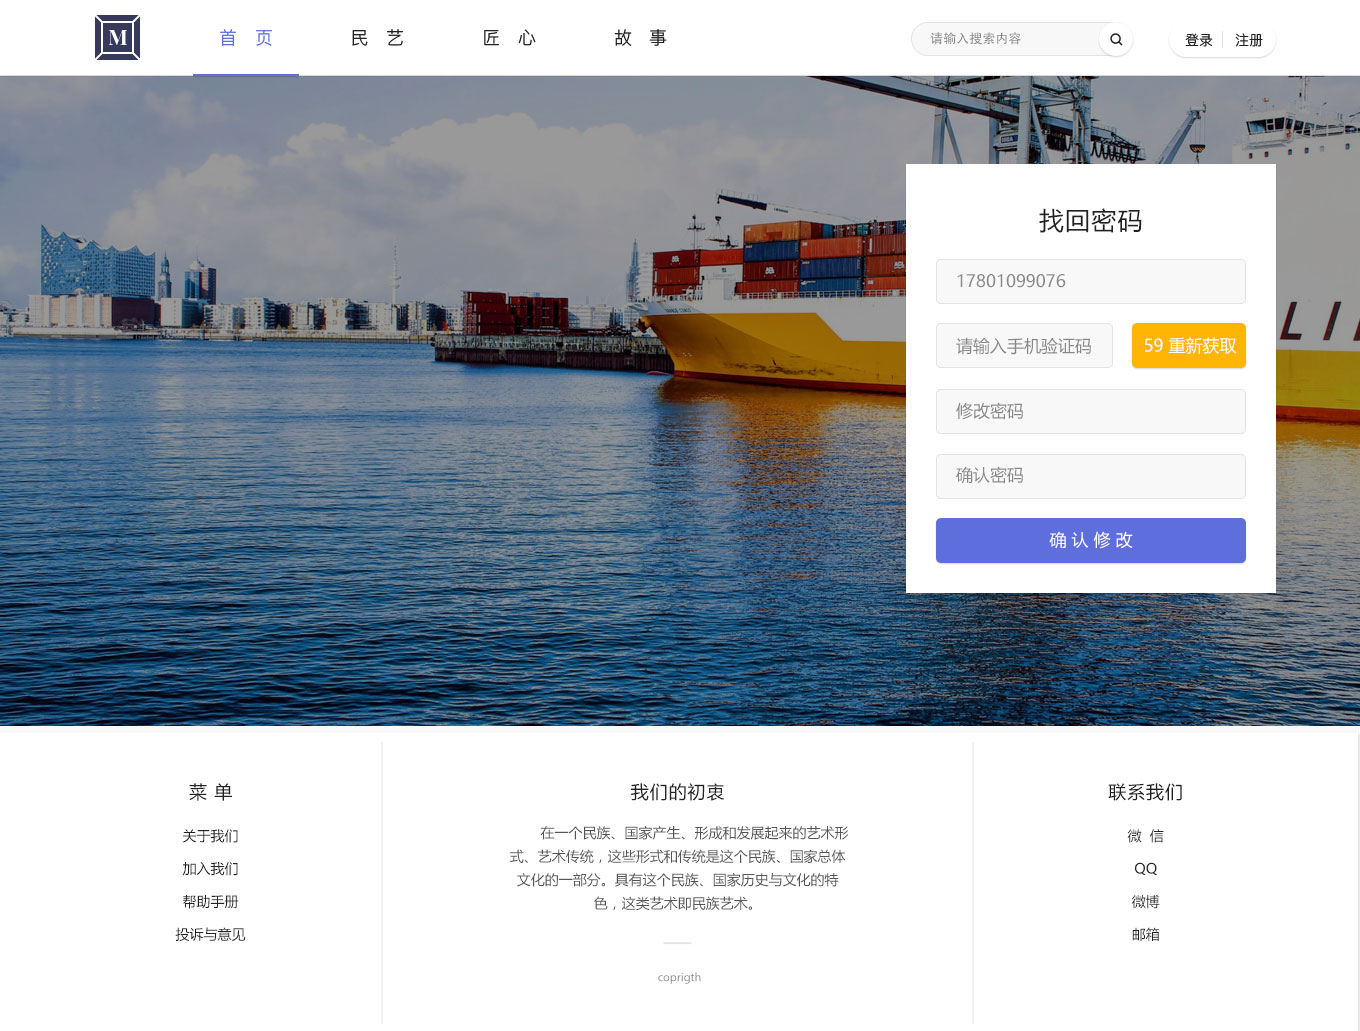 M
首 页
民 艺
匠 心
故 事
请输入搜索内容
登录
注册
找回密码
17801099076
请输入手机验证码
59 重新获取
修改密码
确认密码
确认修改
LI
菜 单
关于我们
加入我们
帮助手册
投诉与意见
我们的初衷
在一个民族、国家产生、形成和发展起来的艺术形
式、艺术传统，这些形式和传统是这个民族、国家总体
文化的一部分。具有这个民族、国家历史与文化的特
色，这类艺术即民族艺术。
coprigth
联系我们
微 信
QQ
微博
邮箱